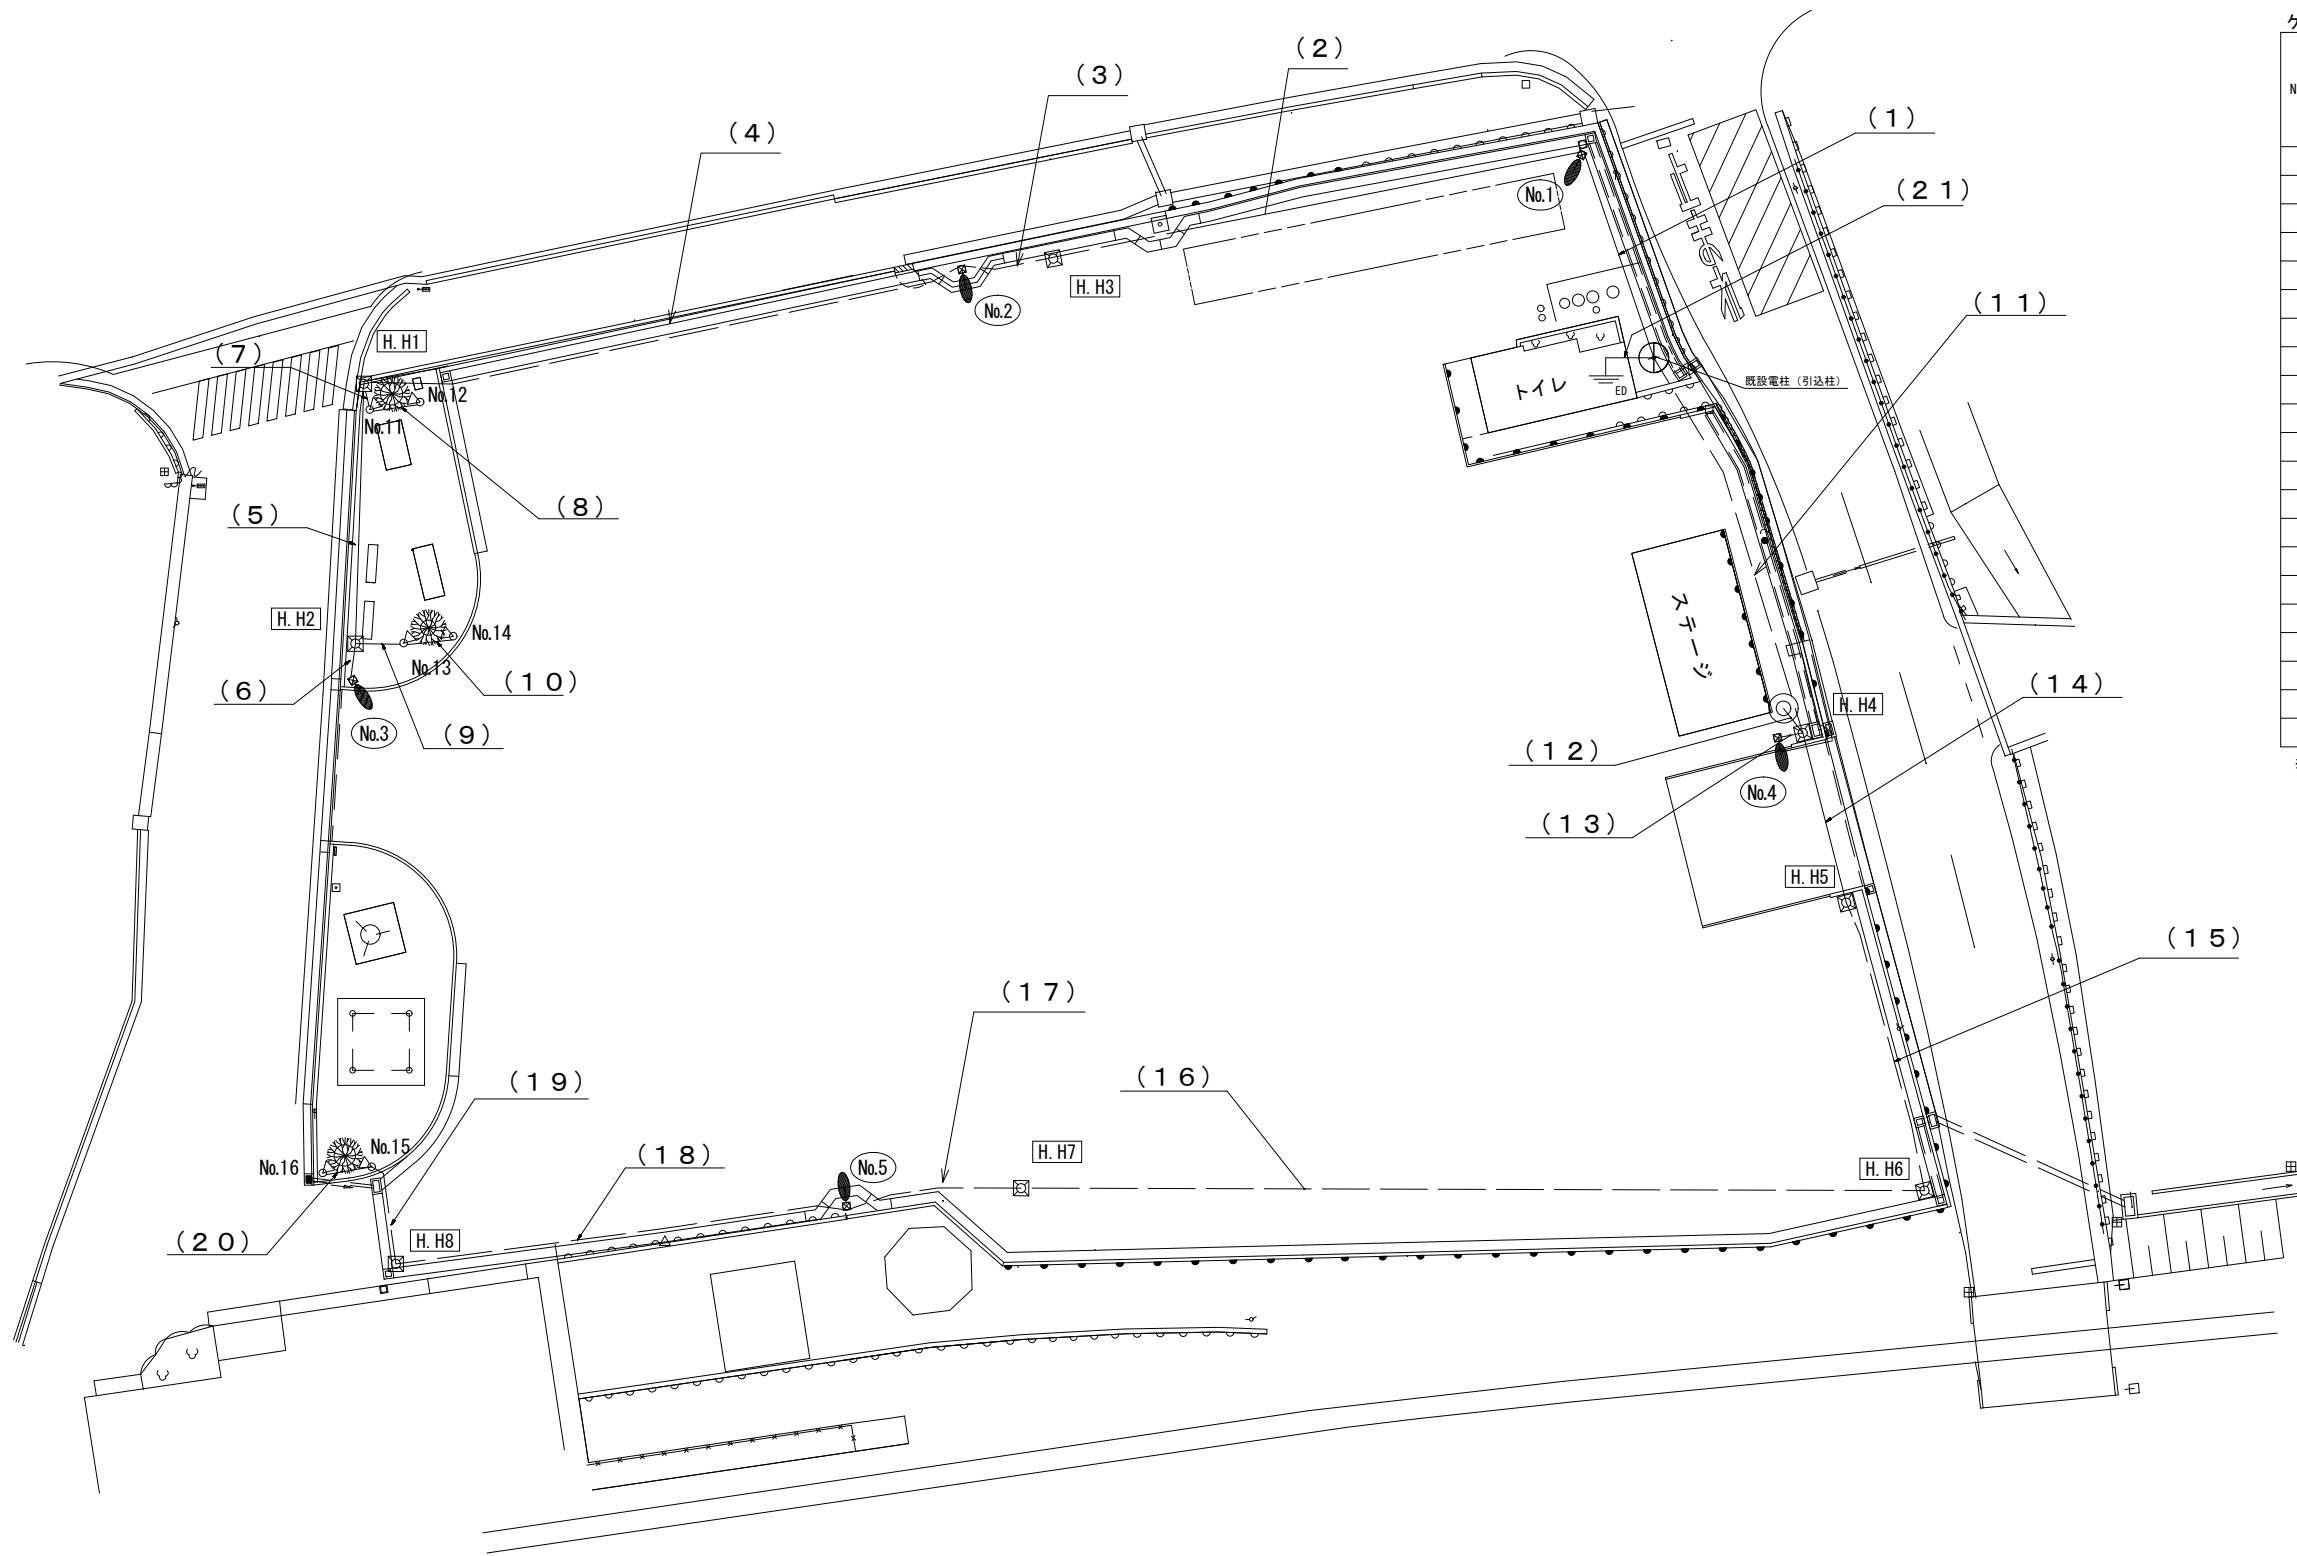 （２）
（３）
（１）
（４）
（２１）
No.1
H. H3
No.2
（１１）
H. H1
（７）
No.12
既設電柱（引込柱）
トイレ
ED
No.11
（８）
（５）
ステージ
H. H2
No.14
No.13
（６）
（１０）
（１４）
H. H4
No.3
（９）
（１２）
No.4
（１３）
H. H5
（１５）
（１７）
（１９）
（１６）
H. H7
（１８）
No.15
No.16
No.5
H. H6
（２０）
H. H8